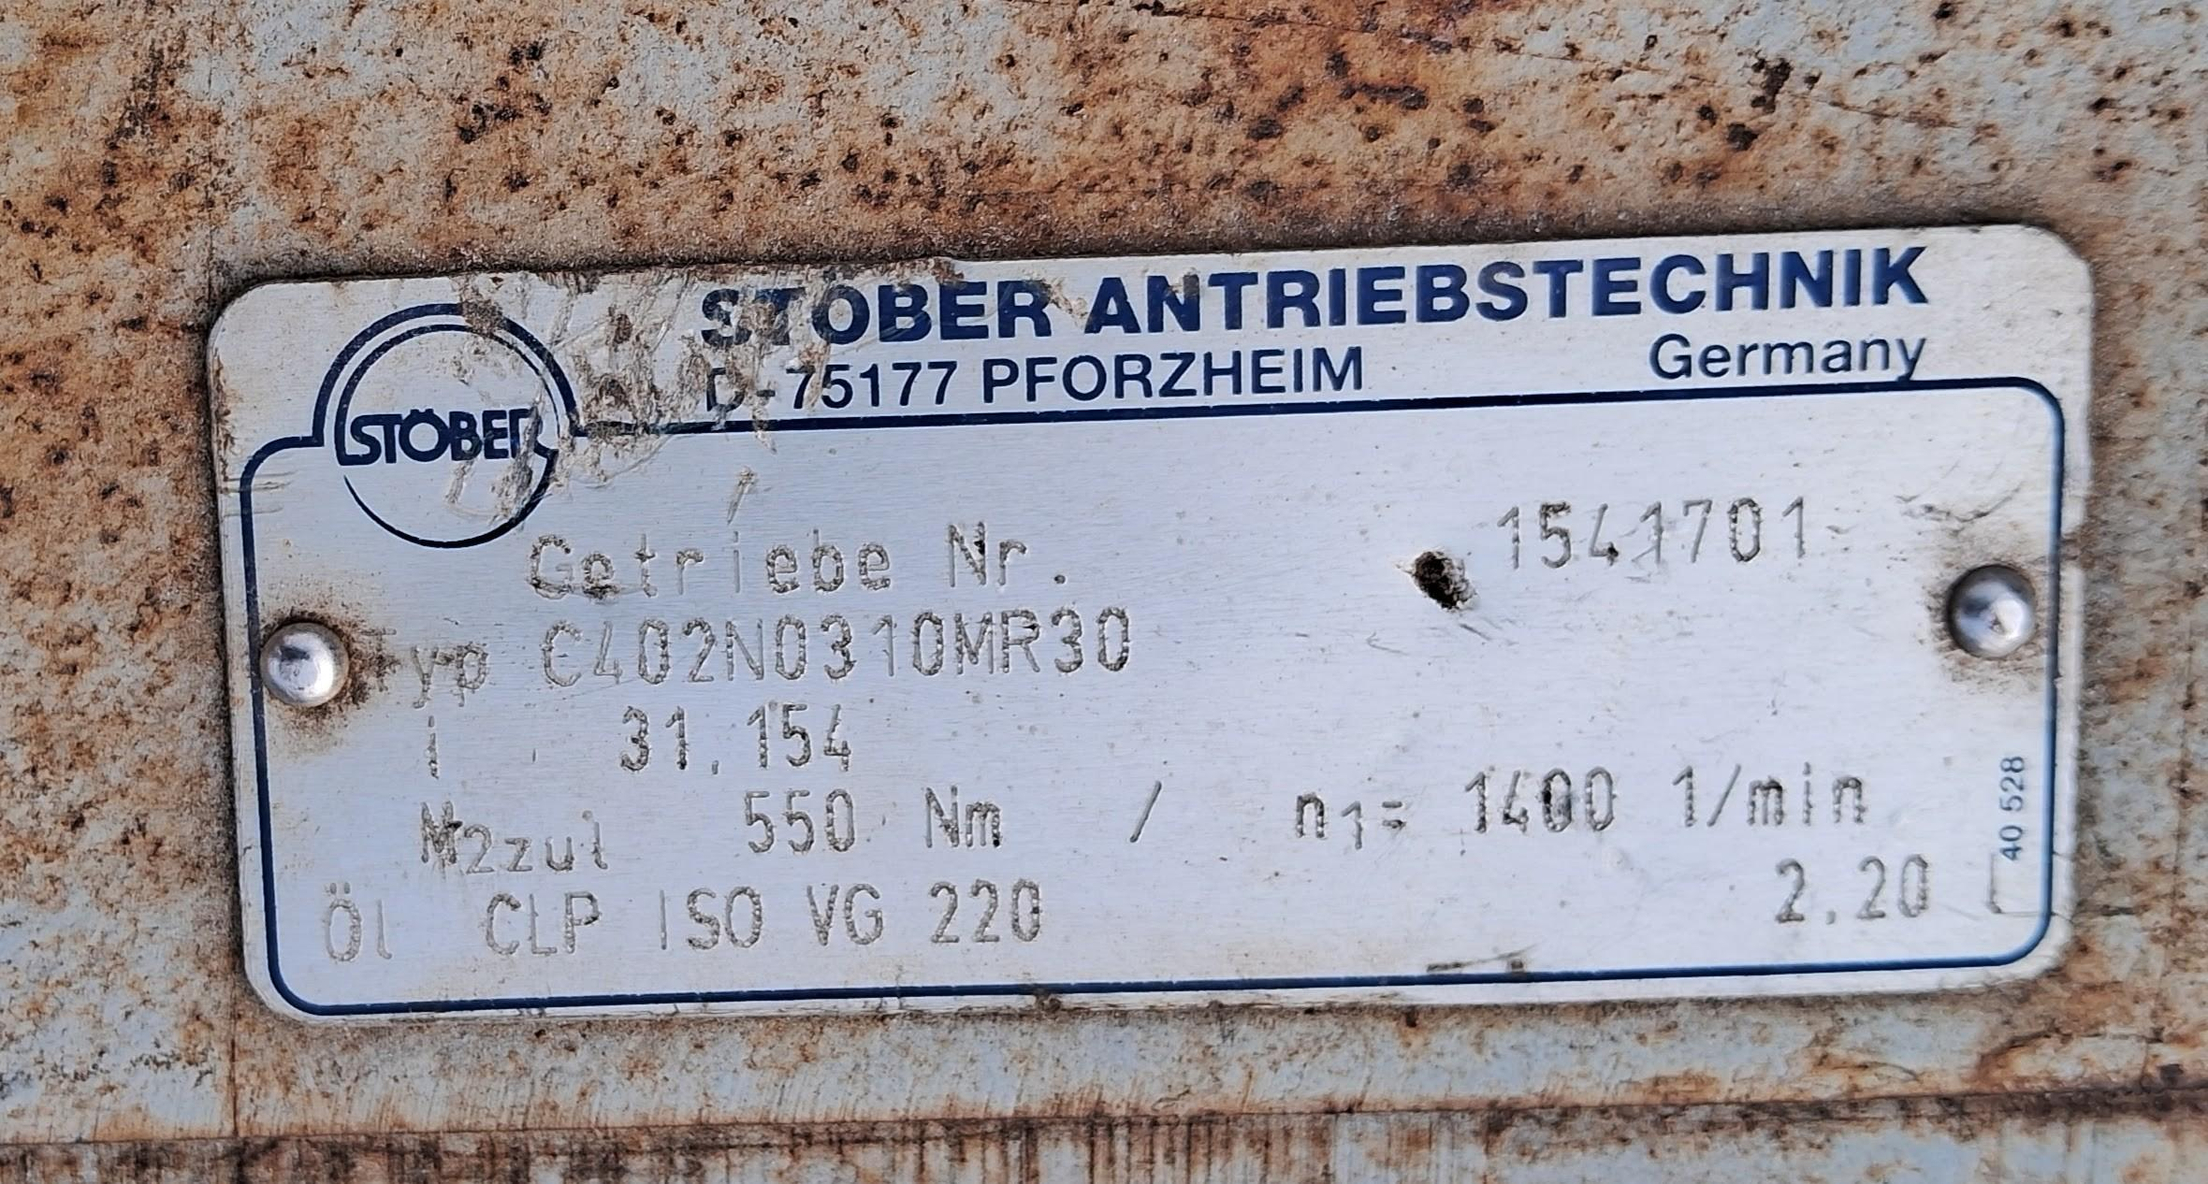 STÖBER ANTRIEBSTECHNIK
D-75177 PFORZHEIM Germany
STÖBER
Getriebe Nr. 1541701
yp C402N0310MR30
i 31,154
M2zul 550 Nm / n1= 1400 1/min
Öl CLP ISO VG 220 2,20 l
40 528